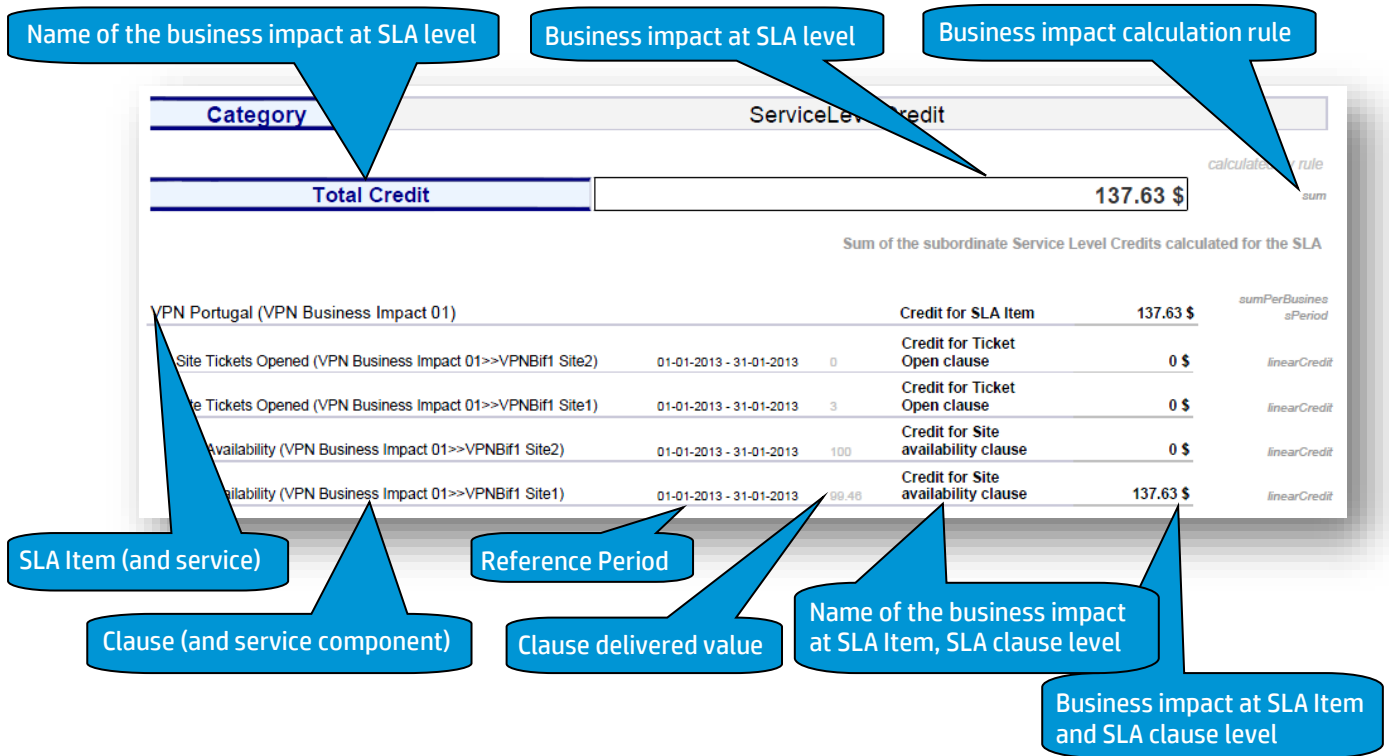 Name of the business impact at SLA level
Business impact at SLA level
Business impact calculation rule
Category
calculated rule
Total Credit
137.63 $
sum
Sum of the subordinate Service Level Credits calculated for the SLA
VPN Portugal (VPN Business Impact 01)
Credit for SLA Item
137.63 $
sumPerBusines
sPeriod
Site Tickets Opened (VPN Business Impact 01>>VPNBif1 Site2)
01-01-2013 - 31-01-2013
0
Credit for Ticket
Open clause
0 $
linearCredit
Tickets Opened (VPN Business Impact 01>>VPNBif1 Site1)
01-01-2013 - 31-01-2013
3
Credit for Ticket
Open clause
0 $
linearCredit
Availability (VPN Business Impact 01>>VPNBif1 Site2)
01-01-2013 - 31-01-2013
100
Credit for Site
availability clause
0 $
linearCredit
(VPN Business Impact 01>>VPNBif1 Site1)
01-01-2013 - 31-01-2013
99.46
Credit for Site
availability clause
137.63 $
linearCredit
SLA Item (and service)
Reference Period
Clause (and service component)
Clause delivered value
Name of the business impact
at SLA Item, SLA clause level
Business impact at SLA Item
and SLA clause level